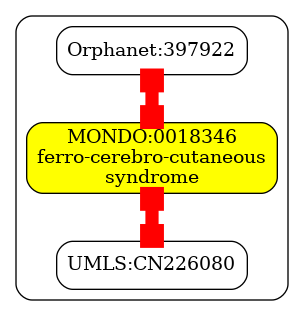 Orphanet:397922
MONDO:0018346
ferro-cerebro-cutaneous
syndrome
UMLS:CN226080